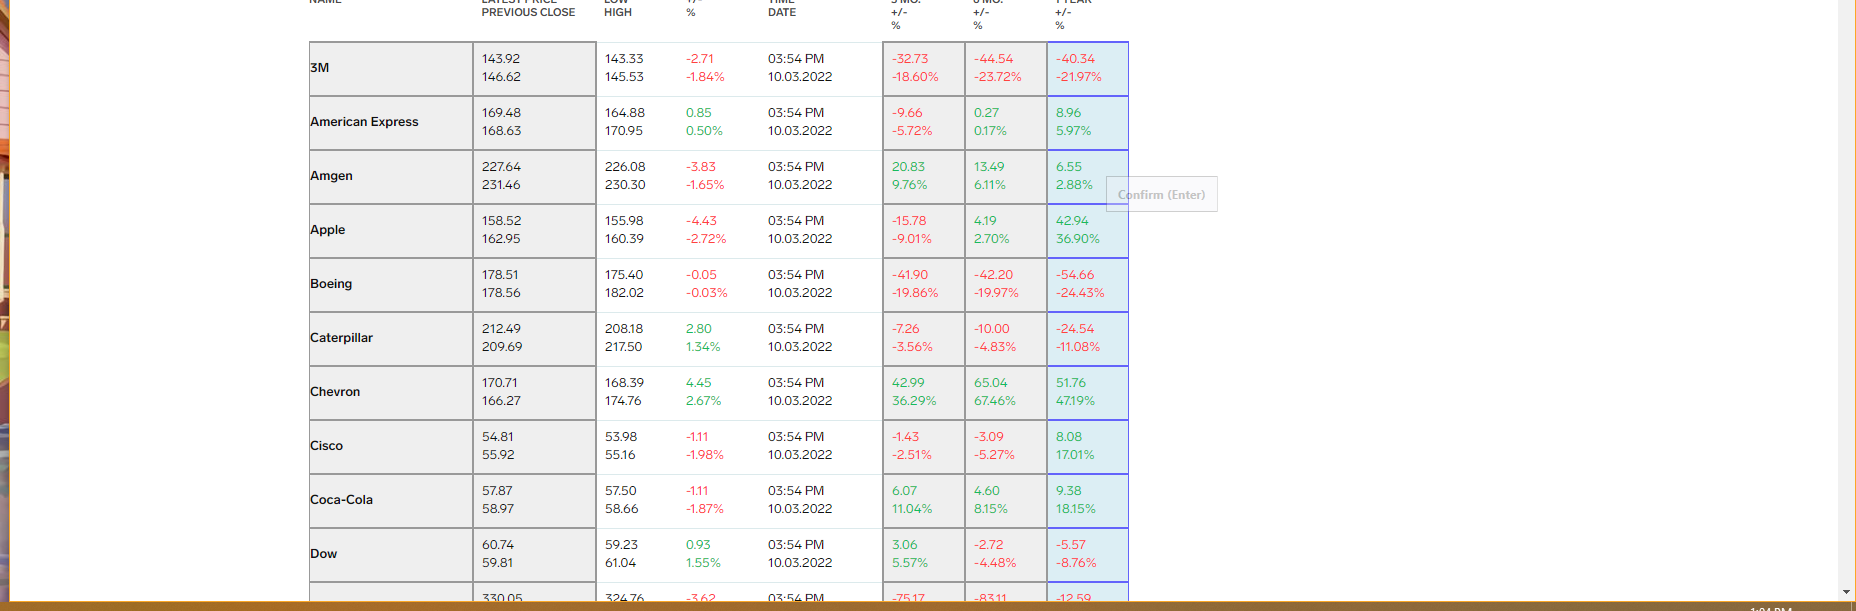 NAME LATEST PRICE LOW +/- TIME 3 MO. 6 MO. 1 YEAR
PREVIOUS CLOSE HIGH % DATE +/- +/- +/-
% % %
143.92 143.33 -2.71 03:54 PM -32.73 -44.54 -40.34
3M
146.62 145.53 -1.84% 10.03.2022 -18.60% -23.72% -21.97%
169.48 164.88 0.85 03:54 PM -9.66 0.27 8.96
American Express
168.63 170.95 0.50% 10.03.2022 -5.72% 0.17% 5.97%
227.64 226.08 -3.83 03:54 PM 20.83 13.49 6.55
Amgen
231.46 230.30 -1.65% 10.03.2022 9.76% 6.11% 2.88%
Confirm (Enter)
158.52 155.98 -4.43 03:54 PM -15.78 4.19 42.94
Apple
162.95 160.39 -2.72% 10.03.2022 -9.01% 2.70% 36.90%
178.51 175.40 -0.05 03:54 PM -41.90 -42.20 -54.66
Boeing
178.56 182.02 -0.03% 10.03.2022 -19.86% -19.97% -24.43%
212.49 208.18 2.80 03:54 PM -7.26 -10.00 -24.54
Caterpillar
209.69 217.50 1.34% 10.03.2022 -3.56% -4.83% -11.08%
170.71 168.39 4.45 03:54 PM 42.99 65.04 51.76
Chevron
166.27 174.76 2.67% 10.03.2022 36.29% 67.46% 47.19%
54.81 53.98 -1.11 03:54 PM -1.43 -3.09 8.08
Cisco
55.92 55.16 -1.98% 10.03.2022 -2.51% -5.27% 17.01%
57.87 57.50 -1.11 03:54 PM 6.07 4.60 9.38
Coca-Cola
58.97 58.66 -1.87% 10.03.2022 11.04% 8.15% 18.15%
60.74 59.23 0.93 03:54 PM 3.06 -2.72 -5.57
Dow
59.81 61.04 1.55% 10.03.2022 5.57% -4.48% -8.76%
330.05 324.76 -3.62 03:54 PM -75.17 -83.11 -12.59